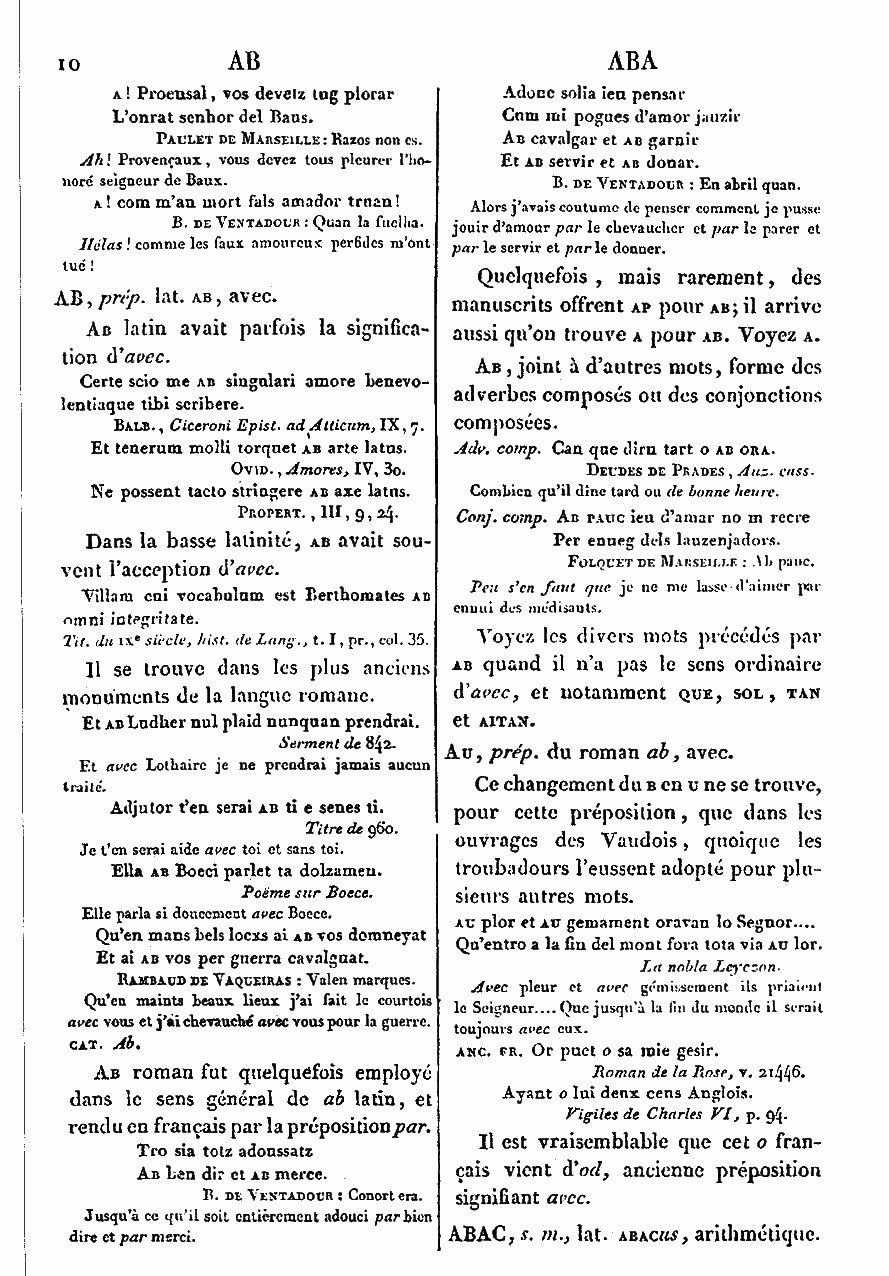 10 AB ABA
A! Proensal, vos devetz tug plorar
L'onrat senhor del Baus.
PAULET DE MARSEILLE: Razos non es.
Ah! Provençaux, vous devez tous pleurer l'ho-
noré seigneur de Baux.
A! com m'an mort fals amador truan!
B. DE VENTADOUR: Quan la fuelha.
Hélas! comme les faux amoureux perfides m'ont
tué!
AB, prép. lat. AB, avec.
AB latin avait parfois la significa-
tion d'avec.
Certe scio me AB singulari amore benevo-
lentiaque tibi scribere.
BALB., Ciceroni Epist. ad Atticum, IX, 7.
Et tenerum molli torquet AB arte latus.
OVID., Amores, IV, 30.
Ne possent tacto stringere AB axe latus.
PROPERT., III, 9, 24.
Dans la basse latinité, AB avait sou-
vent l'acception d'avec.
Villam cui vocabulum est Berthomates AB
omni integritate.
Tit. du IXe siècle, hist. de Lang., t. I, pr., col. 35.
Il se trouve dans les plus anciens
monuments de la langue romane.
Et AB Ludher nul plaid nunquan prendrai.
Serment de 842.
Et avec Lothaire je ne prendrai jamais aucun
traité.
Adjutor t'en serai AB ti e senes ti.
Titre de 960.
Je t'en serai aide avec toi et sans toi.
Ella AB Boeci parlet ta dolzamen.
Poëme sur Boece.
Elle parla si doucement avec Boece.
Qu'en mans bels locxs ai AB vos domneyat
Et ai AB vos per guerra cavalguat.
RAMBAUD DE VAQUEIRAS: Valen marques.
Qu'en maints beaux lieux j'ai fait le courtois
avec vous et j'ai chevauché avec vous pour la guerre.
CAT. Ab.
AB roman fut quelquefois employé
dans le sens général de ab latin, et
rendu en français par la préposition par.
Tro sia totz adoussatz
AB ben dir et AB merce.
B. DE VENTADOUR: Conort era.
Jusqu'à ce qu'il soit entièrement adouci par bien
dire et par merci.
Adonc solia ieu pensar
Cum mi pogues d'amor jauzir
AB cavalgar et AB garnir
Et AB servir et AB donar.
B. DE VENTADOUR: En abril quan.
Alors j'avais coutume de penser comment je pusse
jouir d'amour par le chevaucher et par le parer et
par le servir et par le donner.
Quelquefois, mais rarement, des
manuscrits offrent AP pour AB; il arrive
aussi qu'on trouve A pour AB. Voyez A.
AB, joint à d'autres mots, forme des
adverbes composés ou des conjonctions
composées.
Adv. comp. Can que dirn tart o AB ORA.
DEUDES DE PRADES, Auz. cass.
Combien qu'il dîne tard ou de bonne heure.
Conj. comp. AB PAUC ieu d'amar no m recre
Per enueg dels lauzenjadors.
FOLQUET DE MARSEILLE: Ab pauc.
Peu s'en faut que je ne me lasse d'aimer par
ennui des médisants.
Voyez les divers mots précédés par
AB quand il n'a pas le sens ordinaire
d'avec, et notamment QUE, SOL, TAN
et AITAN.
AU, prép. du roman ab, avec.
Ce changement du B en U ne se trouve,
pour cette préposition, que dans les
ouvrages des Vaudois, quoique les
troubadours l'eussent adopté pour plu-
sieurs autres mots.
AU plor et AU gemament oravan lo Segnor....
Qu'entro a la fin del mont fora tota via AU lor.
La nobla Leyczon.
Avec pleur et avec gémissement ils priaient
le Seigneur.... Que jusqu'à la fin du monde il serait
toujours avec eux.
ANC. FR. Or puet o sa mie gesir.
Roman de la Rose, v. 21446.
Ayant o lui deux cens Anglois.
Vigiles de Charles VI, p. 94.
Il est vraisemblable que cet o fran-
çais vient d'od, ancienne préposition
signifiant avec.
ABAC, s. m., lat. ABACus, arithmétique.